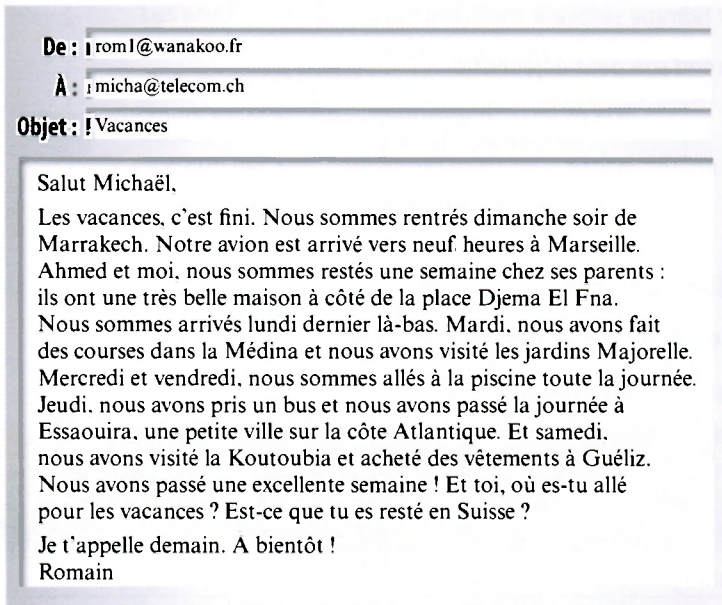 De : rom1@wanakoo.fr
À : micha@telecom.ch
Objet : Vacances
Salut Michaël,
Les vacances, c'est fini. Nous sommes rentrés dimanche soir de
Marrakech. Notre avion est arrivé vers neuf heures à Marseille.
Ahmed et moi, nous sommes restés une semaine chez ses parents :
ils ont une très belle maison à côté de la place Djema El Fna.
Nous sommes arrivés lundi dernier là-bas. Mardi, nous avons fait
des courses dans la Médina et nous avons visité les jardins Majorelle.
Mercredi et vendredi, nous sommes allés à la piscine toute la journée.
Jeudi, nous avons pris un bus et nous avons passé la journée à
Essaouira, une petite ville sur la côte Atlantique. Et samedi,
nous avons visité la Koutoubia et acheté des vêtements à Guéliz.
Nous avons passé une excellente semaine ! Et toi, où es-tu allé
pour les vacances ? Est-ce que tu es resté en Suisse ?
Je t'appelle demain. À bientôt !
Romain